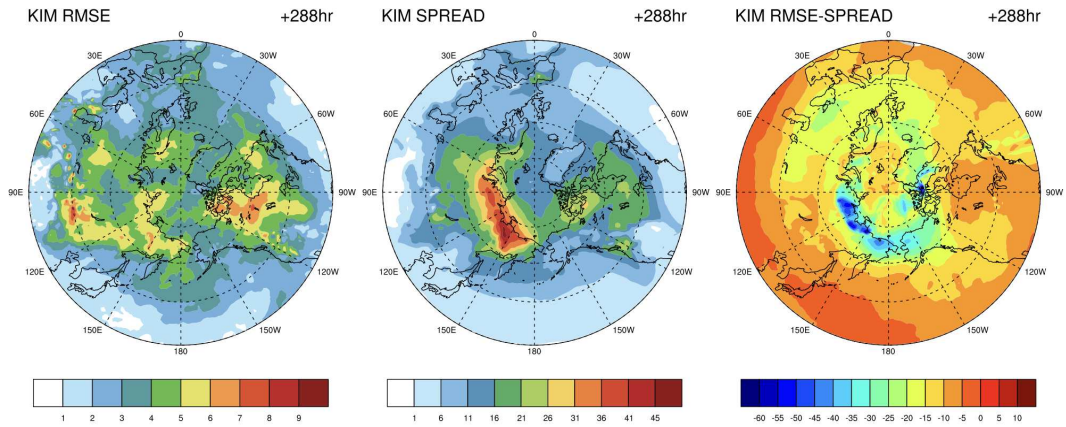 KIM RMSE +288hr
0
30E 30W
60E 60W
90E 90W
120E 120W
150E 150W
180
1 2 3 4 5 6 7 8 9
KIM SPREAD +288hr
0
30E 30W
60E 60W
90E 90W
120E 120W
150E 150W
180
1 6 11 16 21 26 31 36 41 45
KIM RMSE-SPREAD +288hr
0
30E 30W
60E 60W
90E 90W
120E 120W
150E 150W
180
-60 -55 -50 -45 -40 -35 -30 -25 -20 -15 -10 -5 0 5 10